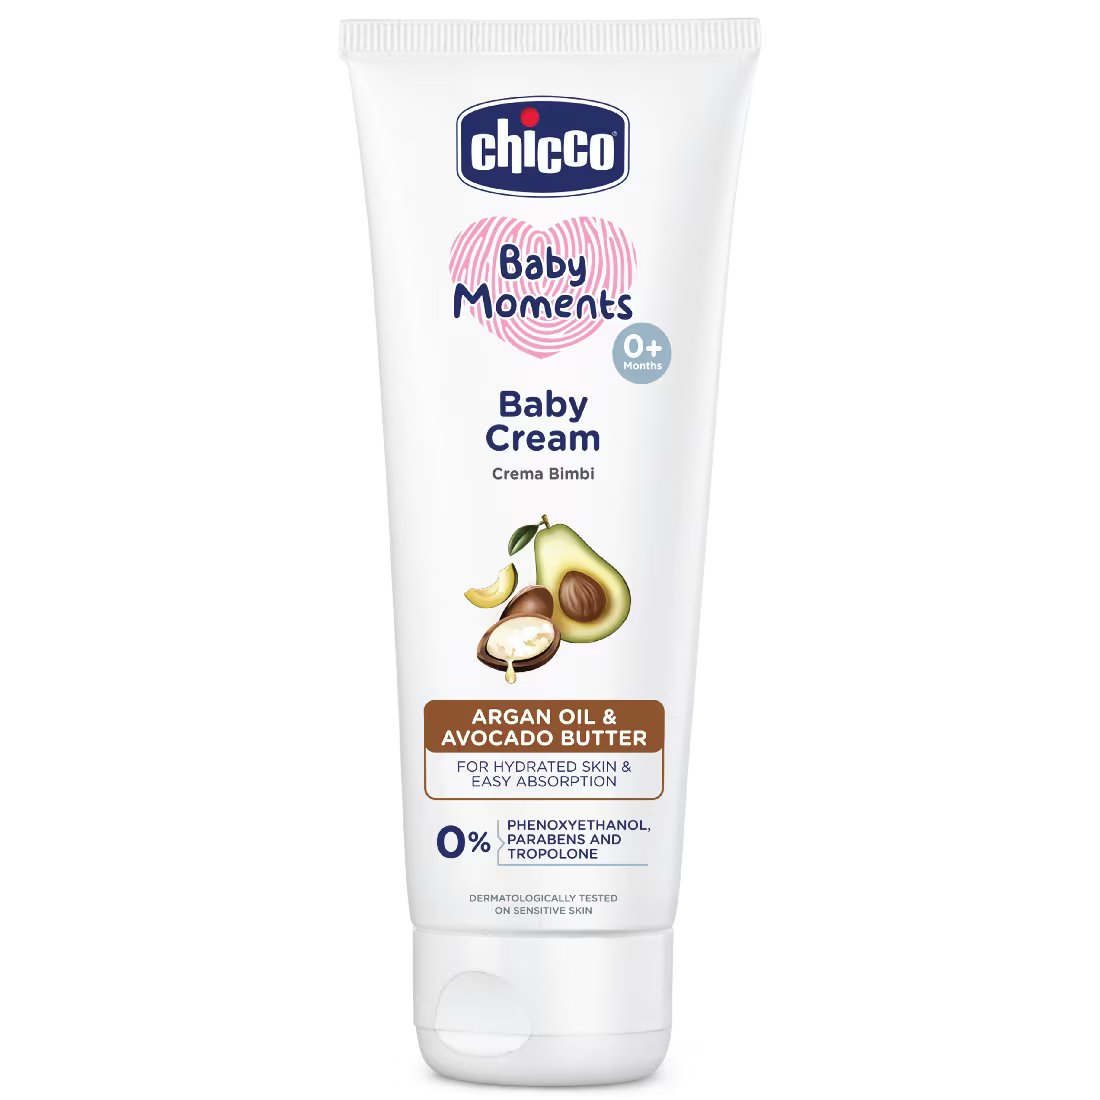 chicco®
Baby
Moments
0+
Months
Baby
Cream
Crema Bimbi
ARGAN OIL &
AVOCADO BUTTER
FOR HYDRATED SKIN &
EASY ABSORPTION
0%
PHENOXYETHANOL,
PARABENS AND
TROPOLONE
DERMATOLOGICALLY TESTED
ON SENSITIVE SKIN